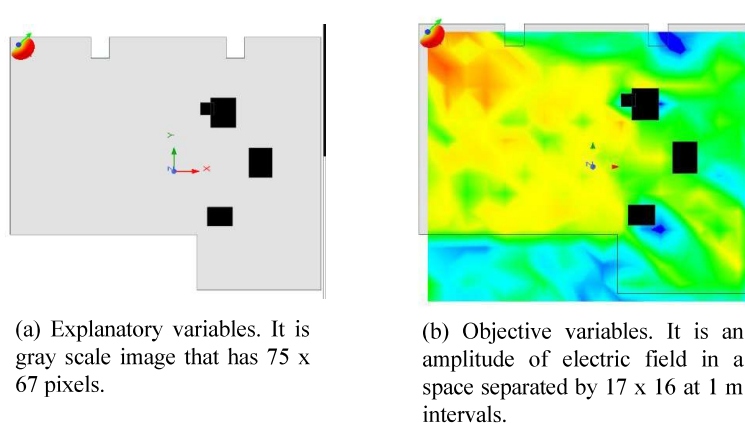 Y
X
Z
Z
(a) Explanatory variables. It is
gray scale image that has 75 x
67 pixels.
(b) Objective variables. It is an
amplitude of electric field in a
space separated by 17 x 16 at 1 m
intervals.